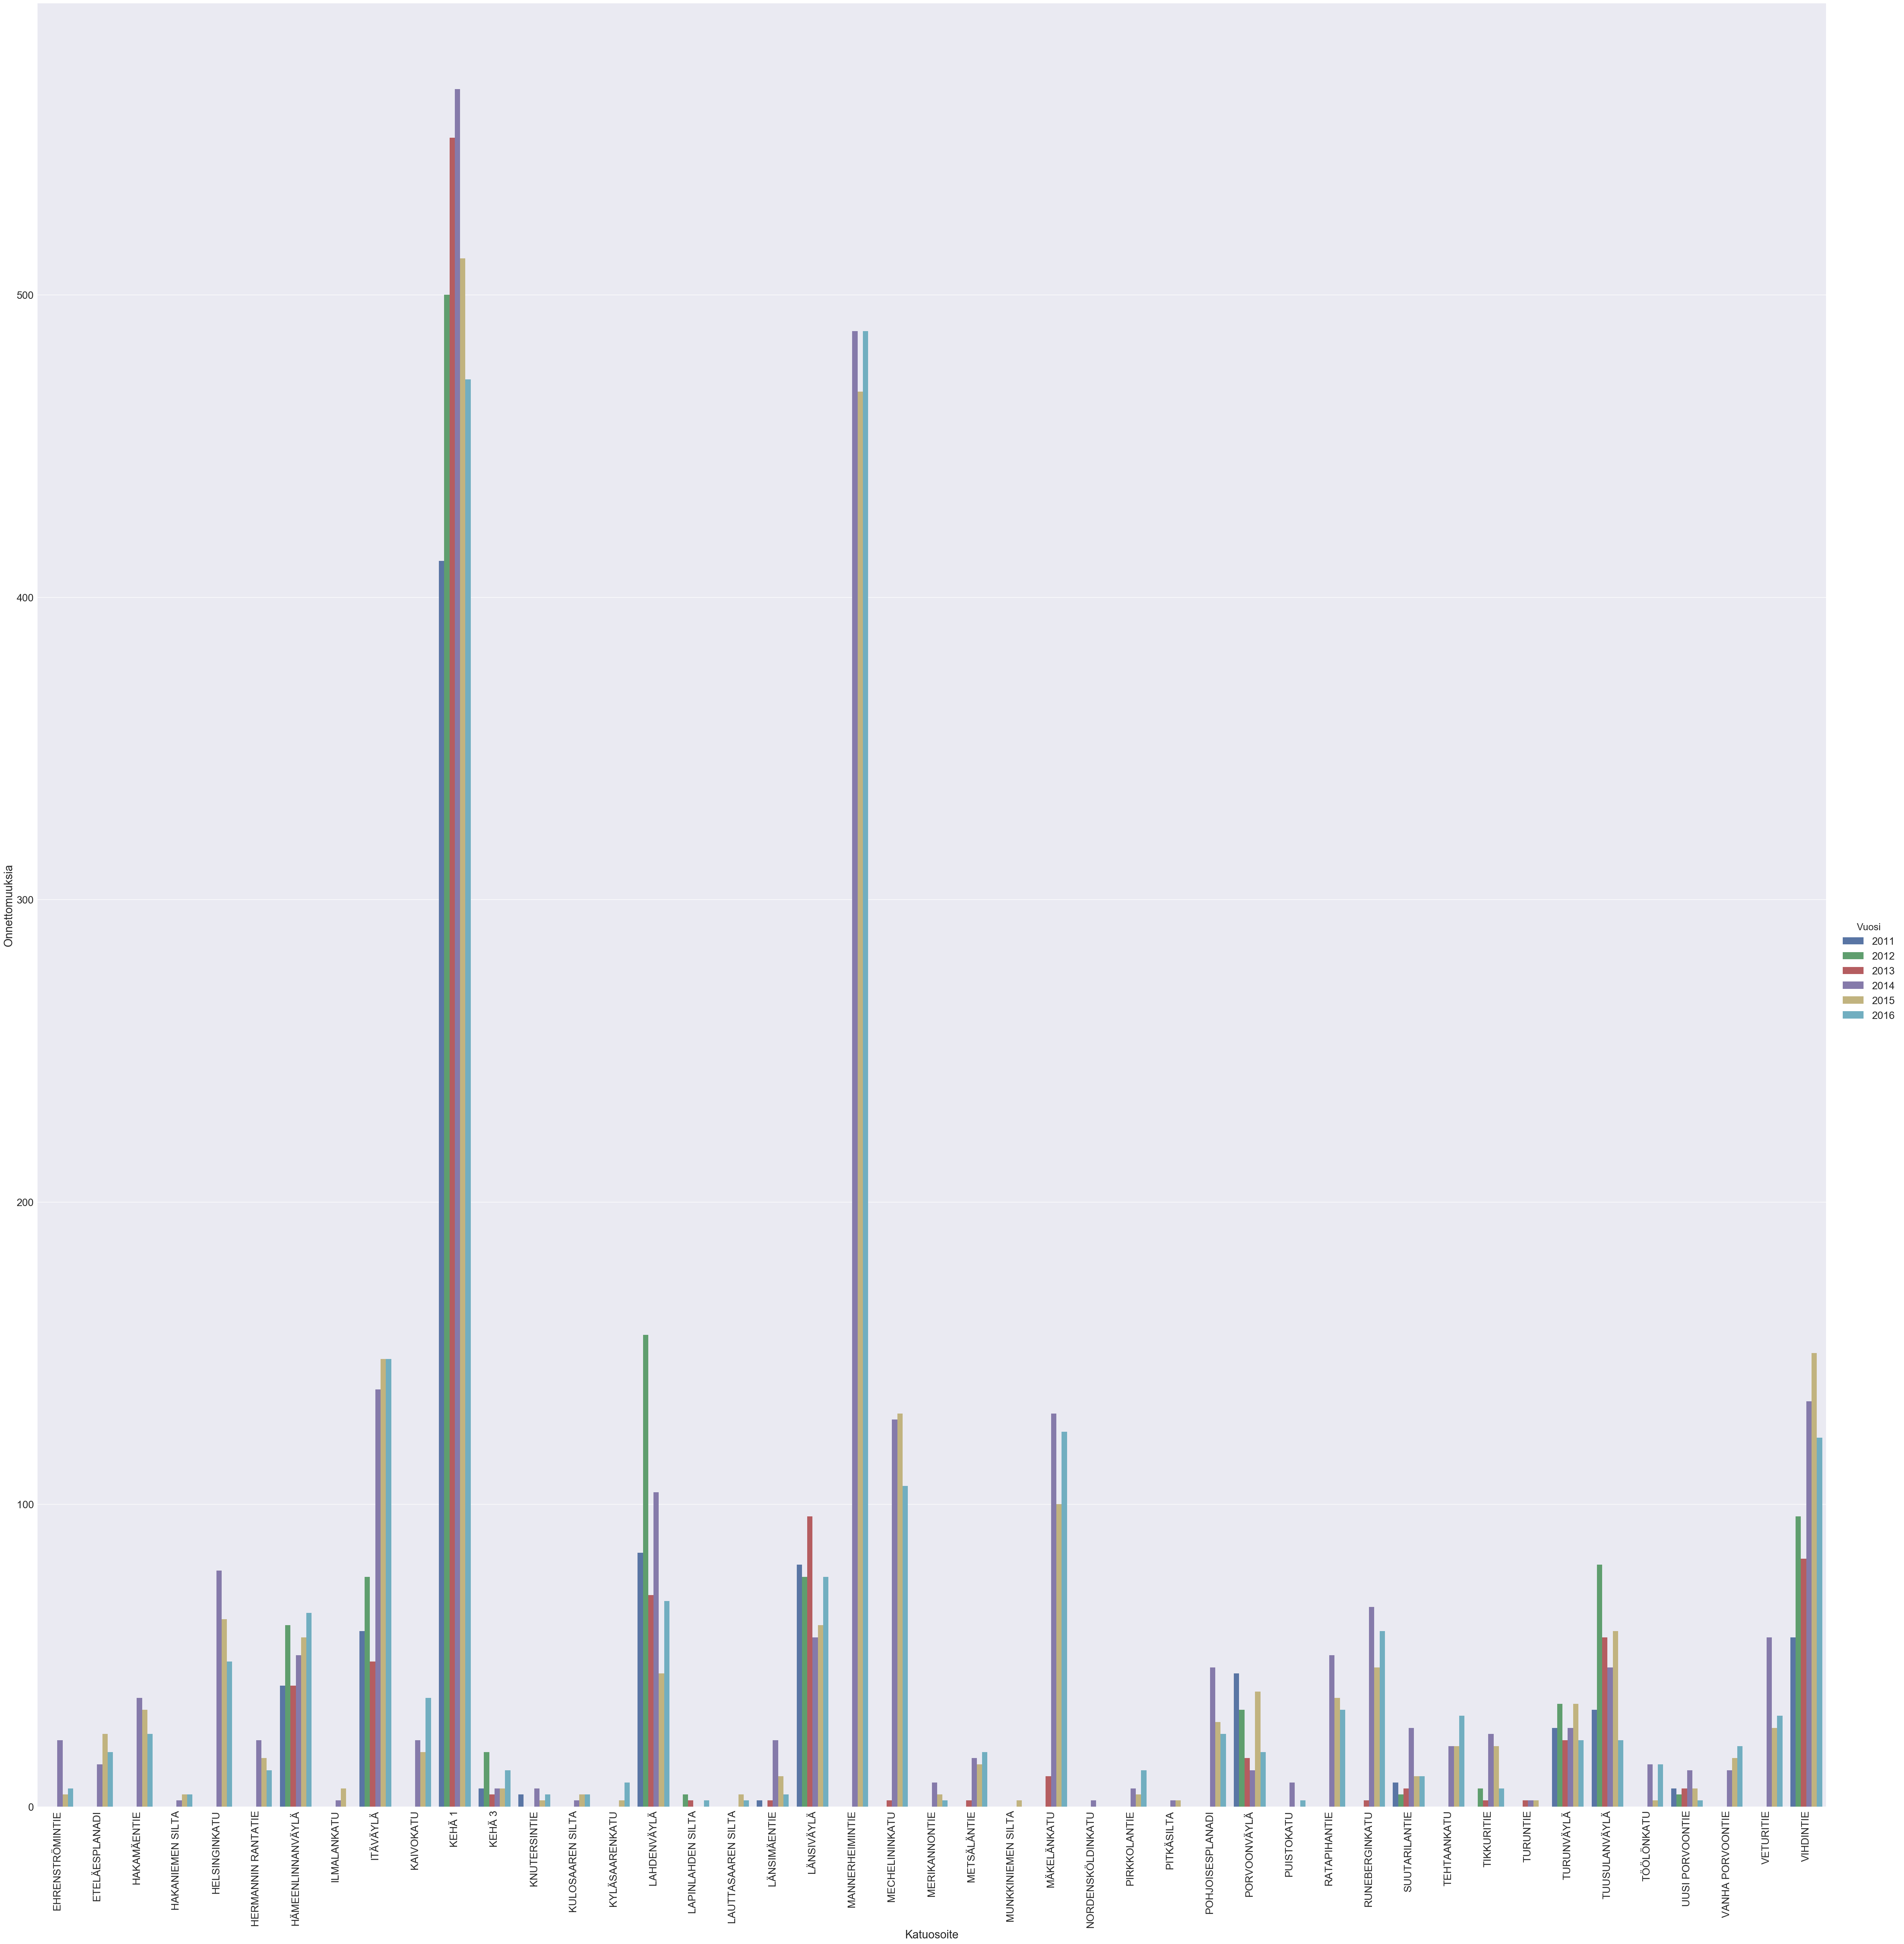 500
400
300
200
100
0
Onnettomuuksia
EHRENSTRÖMINTIE
ETELÄESPLANADI
HAKAMÄENTIE
HAKANIEMEN SILTA
HELSINGINKATU
HERMANNIN RANTATIE
HÄMEENLINNANVÄYLÄ
ILMALANKATU
ITÄVÄYLÄ
KAIVOKATU
KEHÄ 1
KEHÄ 3
KNUTERSINTIE
KULOSAAREN SILTA
KYLÄSAARENKATU
LAHDENVÄYLÄ
LAPINLAHDEN SILTA
LAUTTASAAREN SILTA
LÄNSIMÄENTIE
LÄNSIVÄYLÄ
MANNERHEIMINTIE
MECHELININKATU
MERIKANNONTIE
METSÄLÄNTIE
MUNKKINIEMEN SILTA
MÄKELÄNKATU
NORDENSKÖLDINKATU
PIRKKOLANTIE
PITKÄSILTA
POHJOISESPLANADI
PORVOONVÄYLÄ
PUISTOKATU
RATAPIHANTIE
RUNEBERGINKATU
SUUTARILANTIE
TEHTAANKATU
TIKKURITIE
TURUNTIE
TURUNVÄYLÄ
TUUSULANVÄYLÄ
TÖÖLÖNKATU
UUSI PORVOONTIE
VANHA PORVOONTIE
VETURITIE
VIHDINTIE
Katuosoite
Vuosi
2011
2012
2013
2014
2015
2016